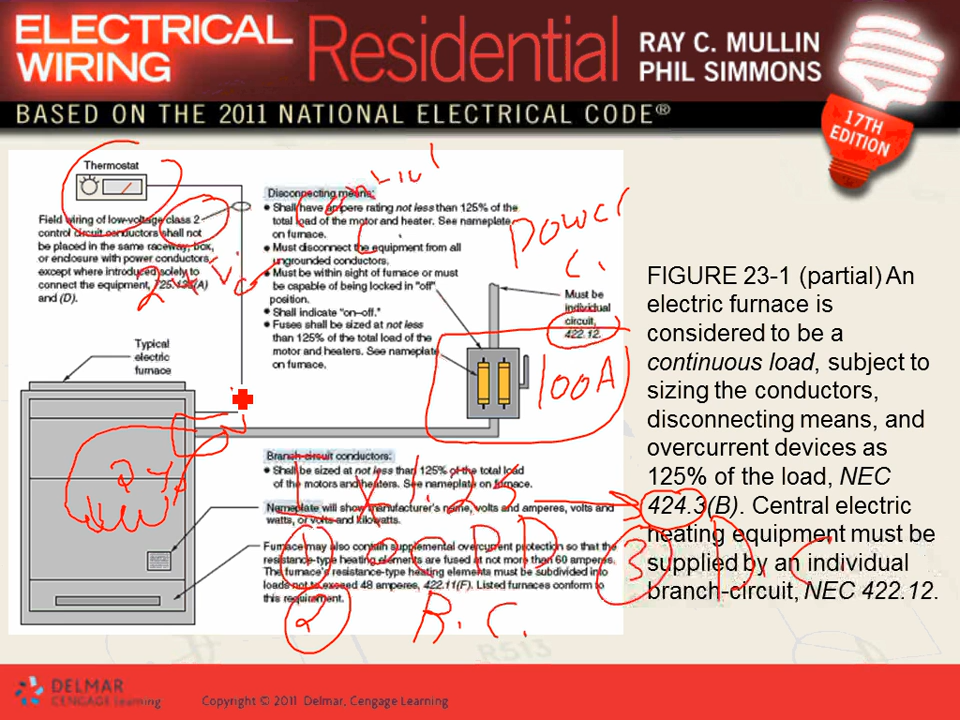 ELECTRICAL
WIRING
Residential
RAY C. MULLIN
PHIL SIMMONS
BASED ON THE 2011 NATIONAL ELECTRICAL CODE®
17TH
EDITION
Thermostat
Field wiring of low-voltage class 2
control circuit conductors shall not
be placed in the same raceway, box,
or enclosure with power conductors,
except where introduced solely to
connect the equipment,
and (D).
Disconnecting means:
• Shall have ampere rating not less than 125% of the
total load of the motor and heater. See nameplate
on furnace.
• Must disconnect the equipment from all
ungrounded conductors.
• Must be within sight of furnace or must
be capable of being locked in "off"
position.
• Shall indicate "on–off."
• Fuses shall be sized at not less
than 125% of the total load of the
motor and heaters. See nameplate
on furnace.
Control
C.
24V
Power
C.
Must be
individual
circuit,
422.12.
100A
Typical
electric
furnace
24
Branch-circuit conductors:
• Shall be sized at not less than 125% of the total load
of the motors and heaters. See nameplate on furnace.
I x 1.25
Nameplate will show manufacturer's name, volts and amperes, volts and
watts, or volts and kilowatts.
Furnace may also contain supplemental overcurrent protection so that the
resistance-type heating elements are fused at not more than 60 amperes.
The furnace's resistance-type heating elements must be subdivided into
loads not to exceed 48 amperes, 422.11(F). Listed furnaces conform to
this requirement.
1
2
B. C.
3
D. C.
FIGURE 23-1 (partial) An
electric furnace is
considered to be a
continuous load, subject to
sizing the conductors,
disconnecting means, and
overcurrent devices as
125% of the load, NEC
424.3(B). Central electric
heating equipment must be
supplied by an individual
branch-circuit, NEC 422.12.
R513
DELMAR
CENGAGE Learning
Copyright © 2011 Delmar, Cengage Learning